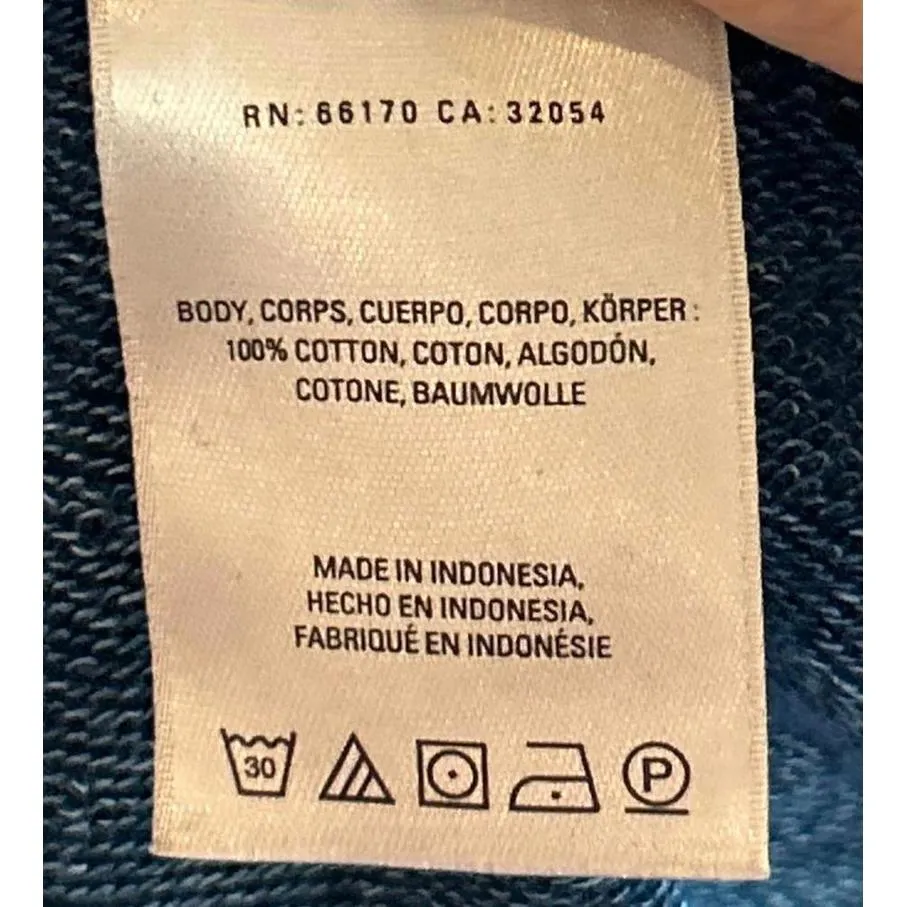 RN: 66170 CA: 32054
BODY, CORPS, CUERPO, CORPO, KÖRPER :
100% COTTON, COTON, ALGODÓN,
COTONE, BAUMWOLLE
MADE IN INDONESIA,
HECHO EN INDONESIA,
FABRIQUÉ EN INDONÉSIE
30 P